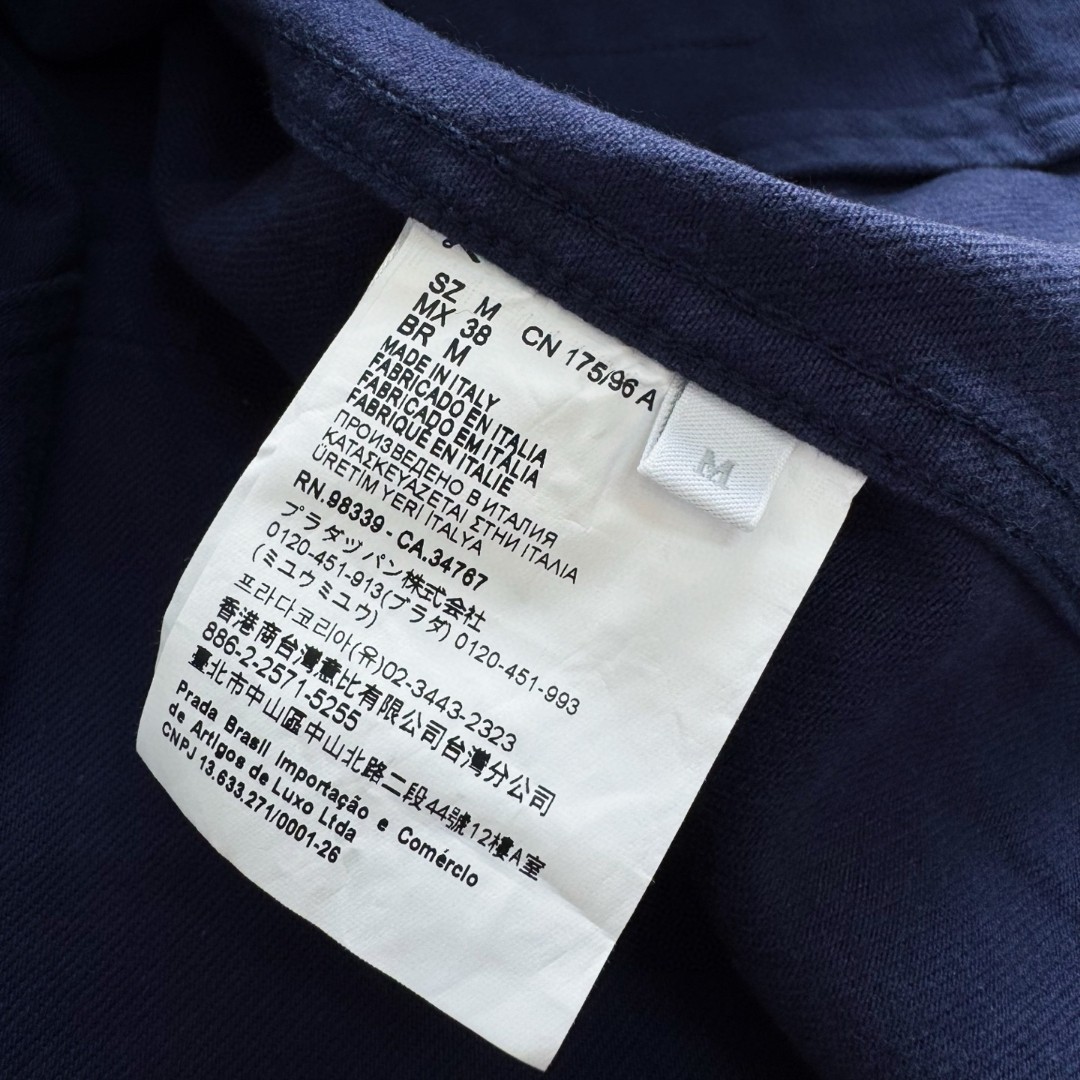 SZ M CN 175/96 A
MX 38
BR M
MADE IN ITALY
FABRICADO EN ITALIA
FABRICADO EM ITÁLIA
FABRIQUÉ EN ITALIE
ПРОИЗВЕДЕНО В ИТАЛИЯ
ΚΑΤΑΣΚΕΥΑΖΕΤΑΙ ΣΤΗΝ ΙΤΑΛΙΑ
ÜRETIM YERI ITALYA
RN.98339 - CA.34767
プラダヅパン株式会社
0120-451-913(プラダ) 0120-451-993
(ミユウミユウ)
프라다코리아(유)02-3443-2323
香港商台灣薏比有限公司台灣分公司
886-2-2571-5255
臺北市中山區中山北路二段44號12樓A室
Prada Brasil Importação e Comércio
de Artigos de Luxo Ltda
CNPJ 13.633.271/0001-26
M